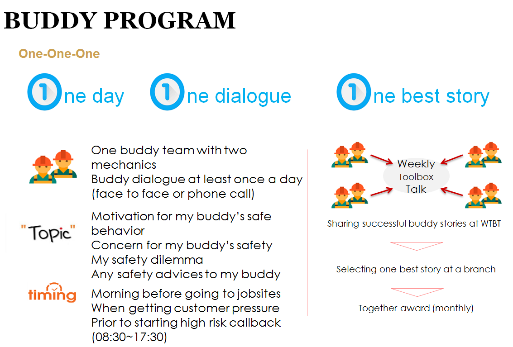 BUDDY PROGRAM
One-One-One
1ne day
1ne dialogue
1ne best story
One buddy team with two
mechanics
Buddy dialogue at least once a day
(face to face or phone call)
"Topic"
Motivation for my buddy's safe
behavior
Concern for my buddy's safety
My safety dilemma
Any safety advices to my buddy
timing
Morning before going to jobsites
When getting customer pressure
Prior to starting high risk callback
(08:30~17:30)
Weekly
Toolbox
Talk
Sharing successful buddy stories at WTBT
Selecting one best story at a branch
Together award (monthly)